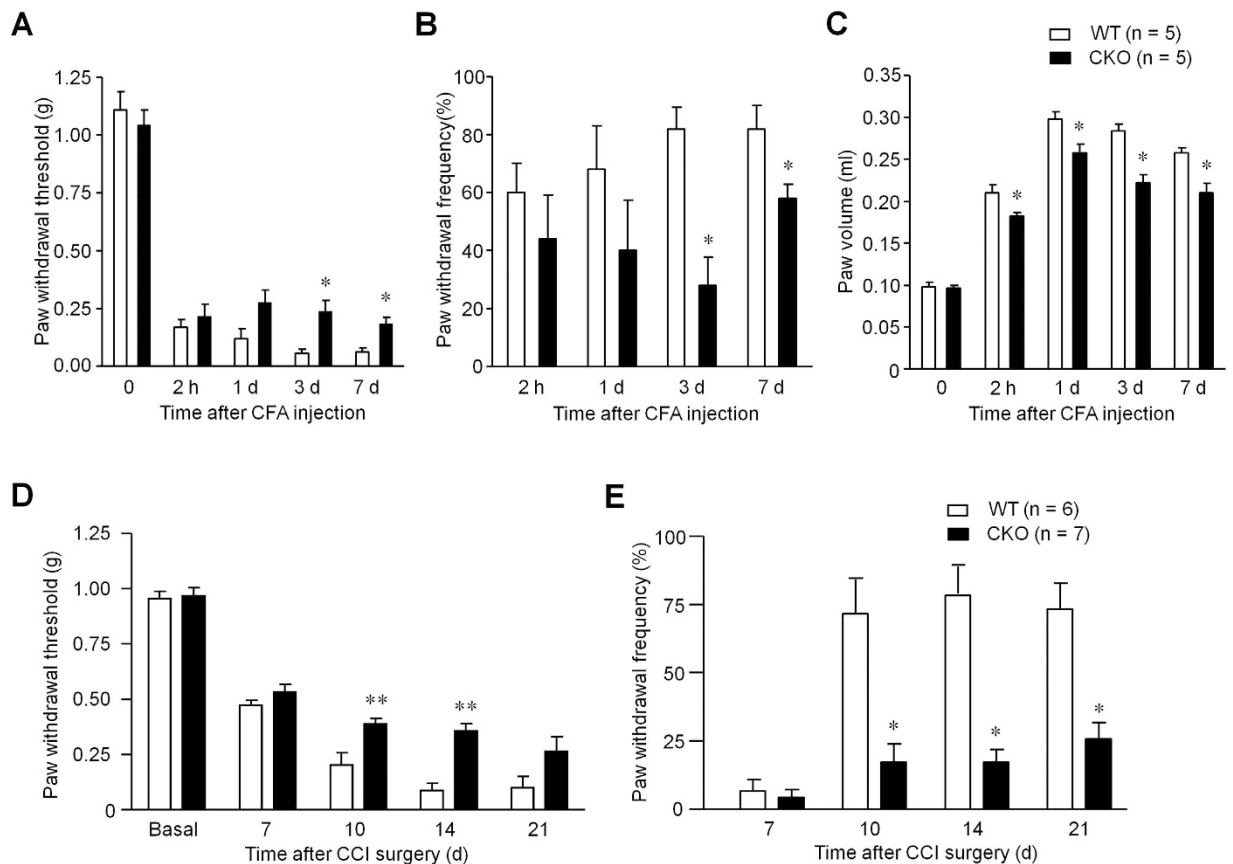 A
Paw withdrawal threshold (g)
1.25
1.00
0.75
0.50
0.25
0.00
*
*
0 2 h 1 d 3 d 7 d
Time after CFA injection
B
Paw withdrawal frequency(%)
100
80
60
40
20
0
*
*
2 h 1 d 3 d 7 d
Time after CFA injection
C
WT (n = 5)
CKO (n = 5)
Paw volume (ml)
0.35
0.30
0.25
0.20
0.15
0.10
0.05
0
*
*
*
*
0 2 h 1 d 3 d 7 d
Time after CFA injection
D
Paw withdrawal threshold (g)
1.25
1.00
0.75
0.50
0.25
0
**
**
Basal 7 10 14 21
Time after CCI surgery (d)
E
WT (n = 6)
CKO (n = 7)
Paw withdrawal frequency (%)
100
75
50
25
0
*
*
*
7 10 14 21
Time after CCI surgery (d)